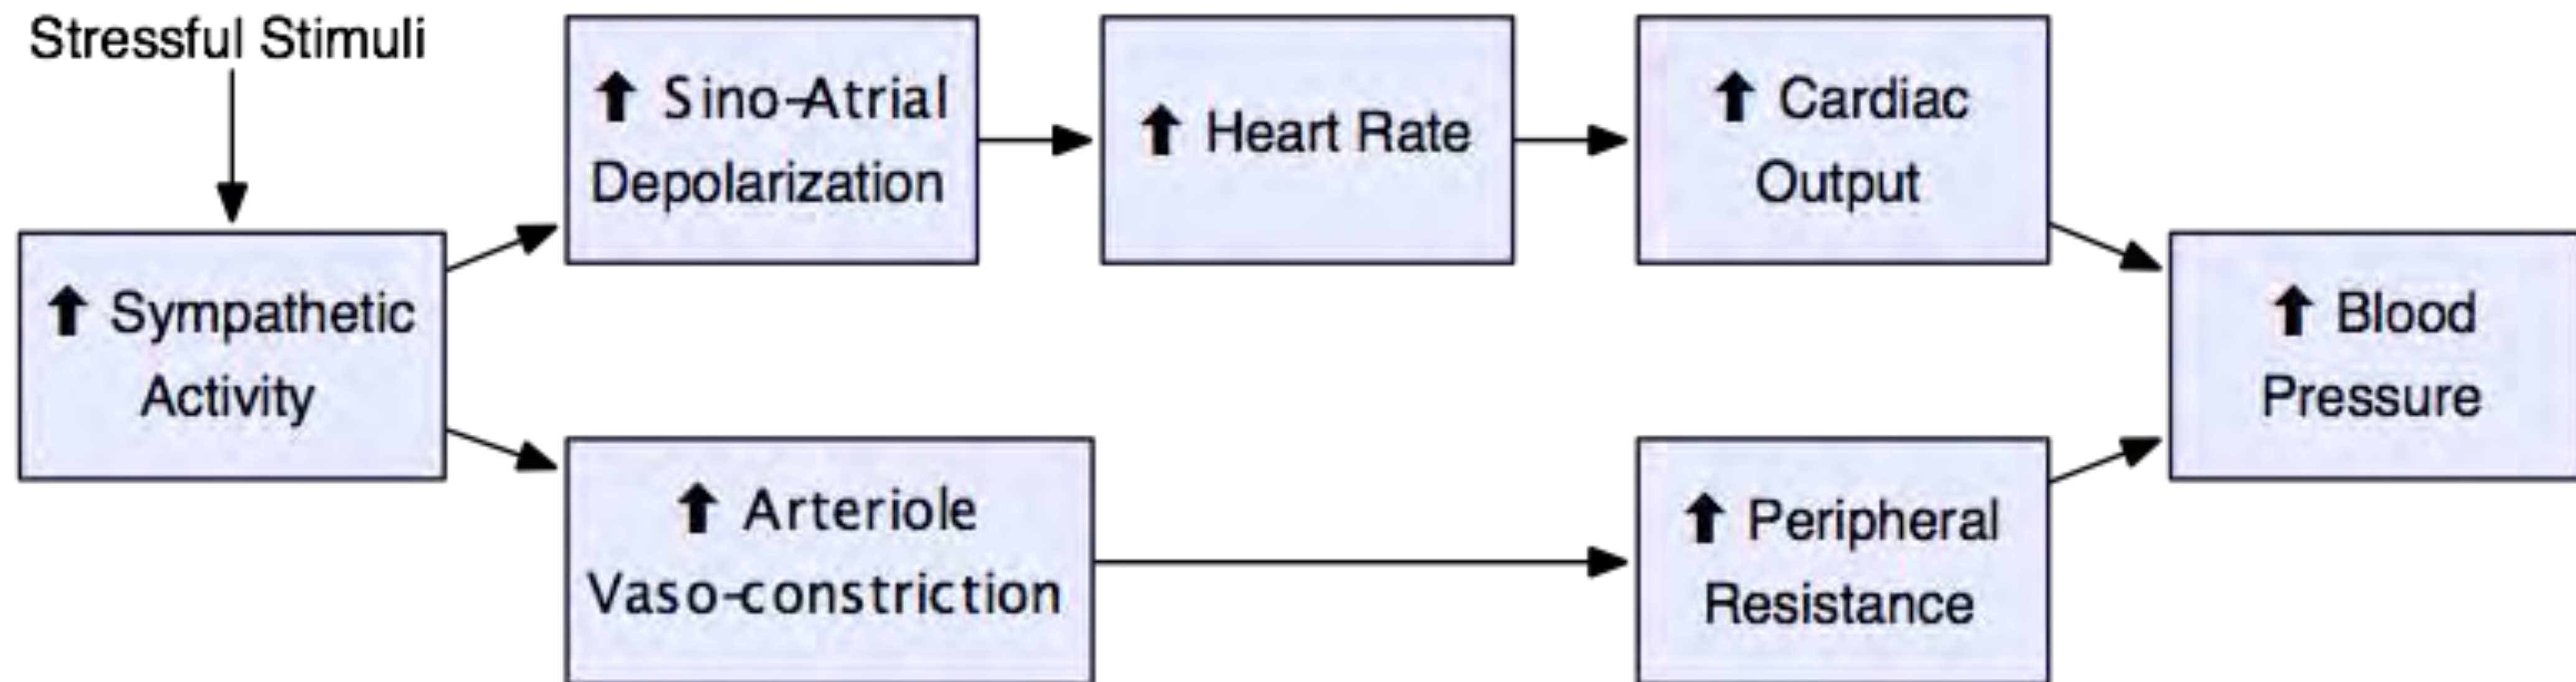 Stressful Stimuli
⬆ Sympathetic
Activity
⬆ Sino-Atrial
Depolarization
⬆ Heart Rate
⬆ Cardiac
Output
⬆ Arteriole
Vaso-constriction
⬆ Peripheral
Resistance
⬆ Blood
Pressure